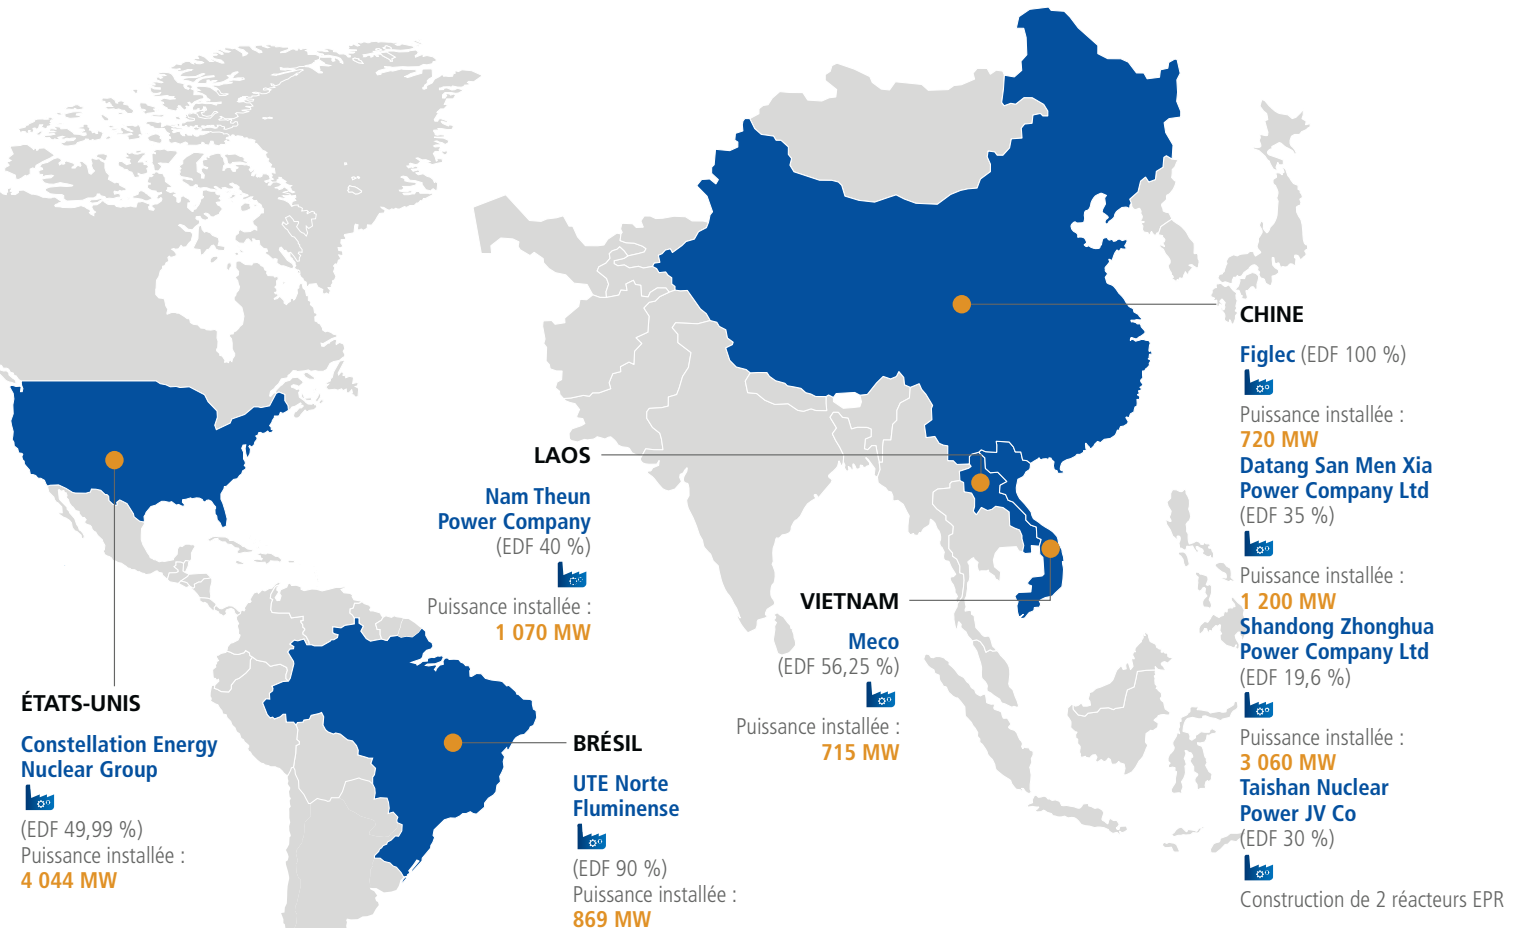 ÉTATS-UNIS
Constellation Energy
Nuclear Group
(EDF 49,99 %)
Puissance installée :
4 044 MW
BRÉSIL
UTE Norte
Fluminense
(EDF 90 %)
Puissance installée :
869 MW
LAOS
Nam Theun
Power Company
(EDF 40 %)
Puissance installée :
1 070 MW
VIETNAM
Meco
(EDF 56,25 %)
Puissance installée :
715 MW
CHINE
Figlec (EDF 100 %)
Puissance installée :
720 MW
Datang San Men Xia
Power Company Ltd
(EDF 35 %)
Puissance installée :
1 200 MW
Shandong Zhonghua
Power Company Ltd
(EDF 19,6 %)
Puissance installée :
3 060 MW
Taishan Nuclear
Power JV Co
(EDF 30 %)
Construction de 2 réacteurs EPR